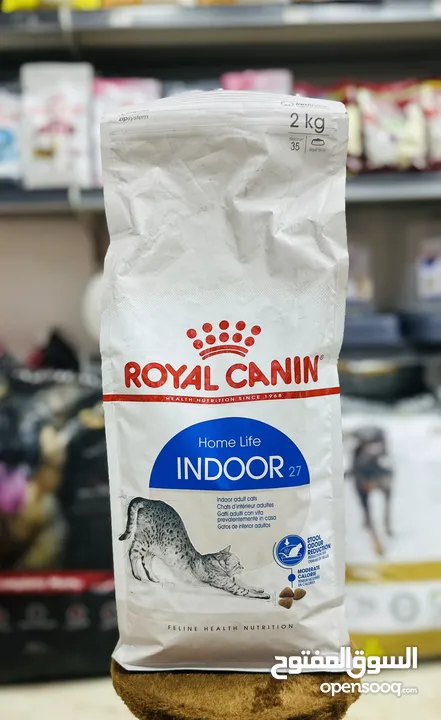 zipsystem
2 kg
35
ROYAL CANIN
HEALTH NUTRITION SINCE 1968
Home Life
INDOOR 27
Indoor adult cats
Chats d'intérieur adultes
Gatti adulti con vita
prevalentemente in casa
Gatos de interior adultos
STOOL
ODOUR
REDUCTION
MODERATE
CALORIE
FELINE HEALTH NUTRITION
السوق المفتوح
opensooq.com